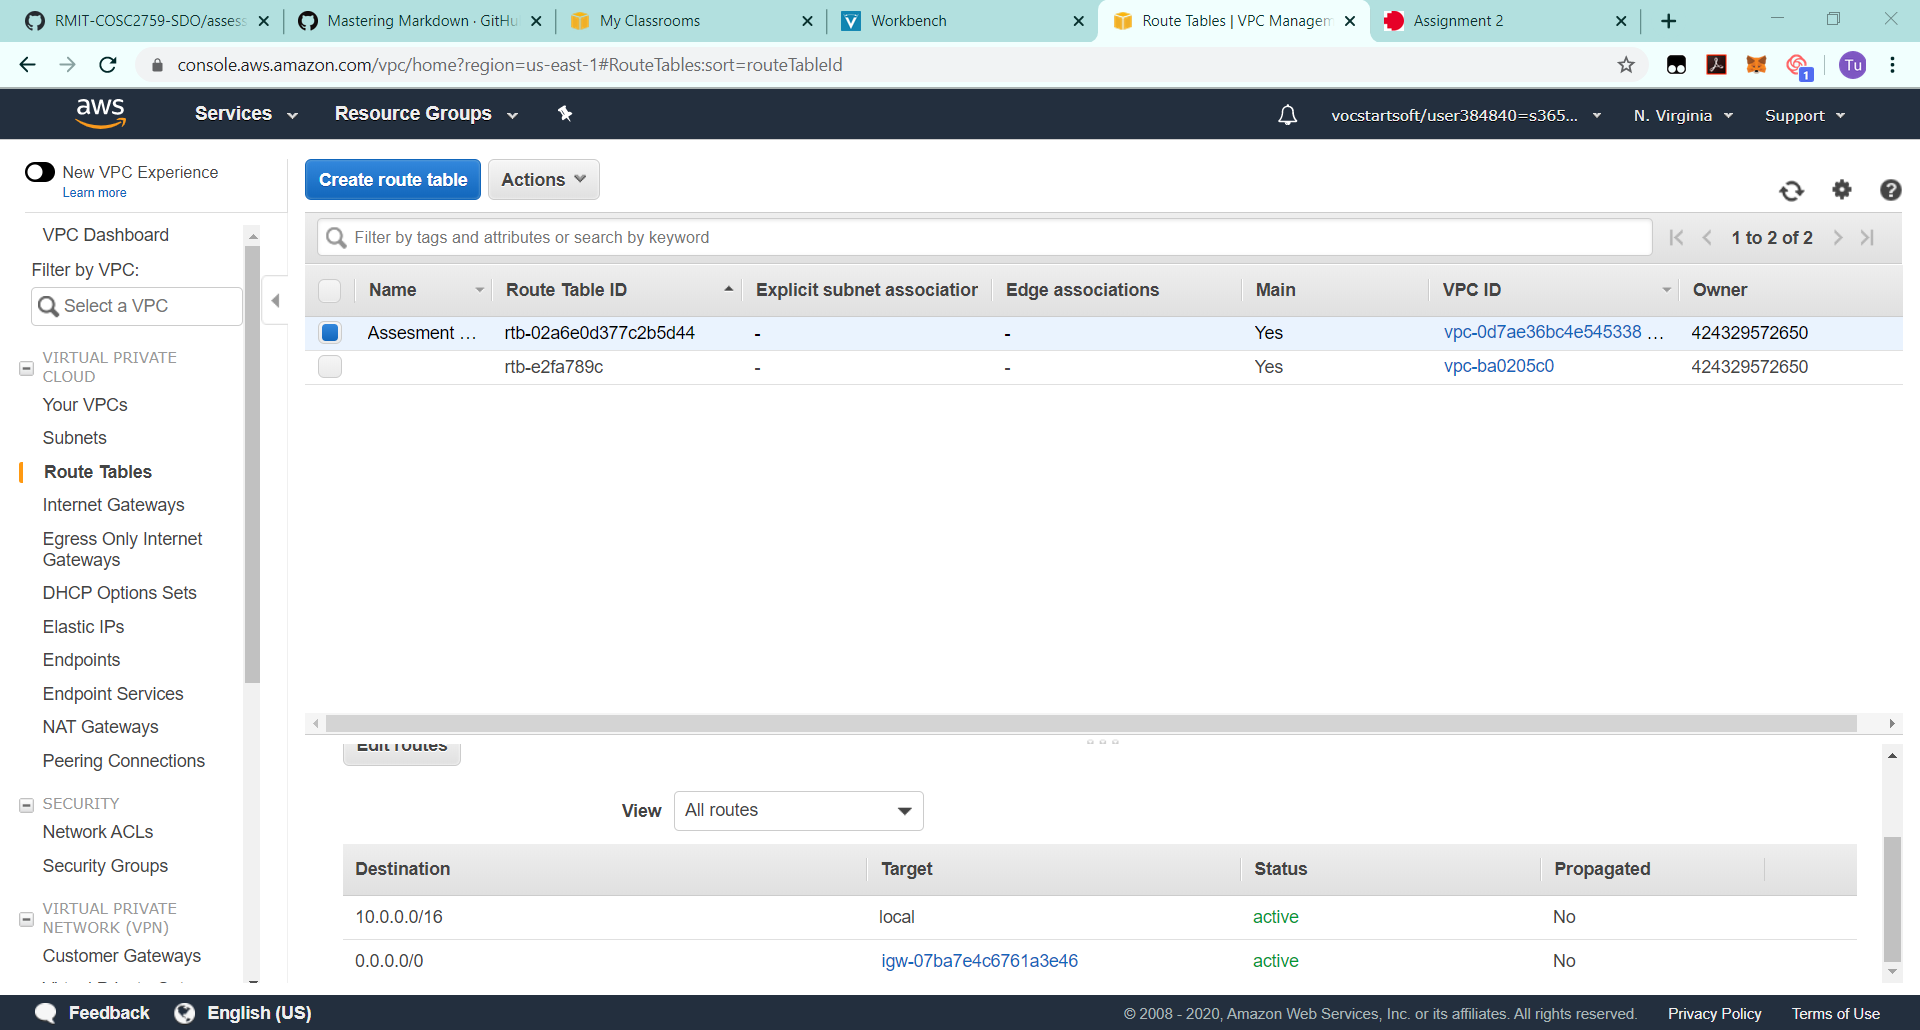 RMIT-COSC2759-SDO/asses
Mastering Markdown · GitHu
My Classrooms
Workbench
Route Tables | VPC Managem
Assignment 2
console.aws.amazon.com/vpc/home?region=us-east-1#RouteTables:sort=routeTableId
1
Tu
aws
Services
Resource Groups
vocstartsoft/user384840=s365...
N. Virginia
Support
New VPC Experience
Learn more
Create route table
Actions
VPC Dashboard
Filter by VPC:
Select a VPC
Filter by tags and attributes or search by keyword
1 to 2 of 2
Name
Route Table ID
Explicit subnet association
Edge associations
Main
VPC ID
Owner
Assesment ...
rtb-02a6e0d377c2b5d44
-
-
Yes
vpc-0d7ae36bc4e545338 ...
424329572650
rtb-e2fa789c
-
-
Yes
vpc-ba0205c0
424329572650
VIRTUAL PRIVATE
CLOUD
Your VPCs
Subnets
Route Tables
Internet Gateways
Egress Only Internet
Gateways
DHCP Options Sets
Elastic IPs
Endpoints
Endpoint Services
NAT Gateways
Peering Connections
SECURITY
Network ACLs
Security Groups
VIRTUAL PRIVATE
NETWORK (VPN)
Customer Gateways
Edit routes
View
All routes
Destination
Target
Status
Propagated
10.0.0.0/16
local
active
No
0.0.0.0/0
igw-07ba7e4c6761a3e46
active
No
Feedback
English (US)
© 2008 - 2020, Amazon Web Services, Inc. or its affiliates. All rights reserved.
Privacy Policy
Terms of Use